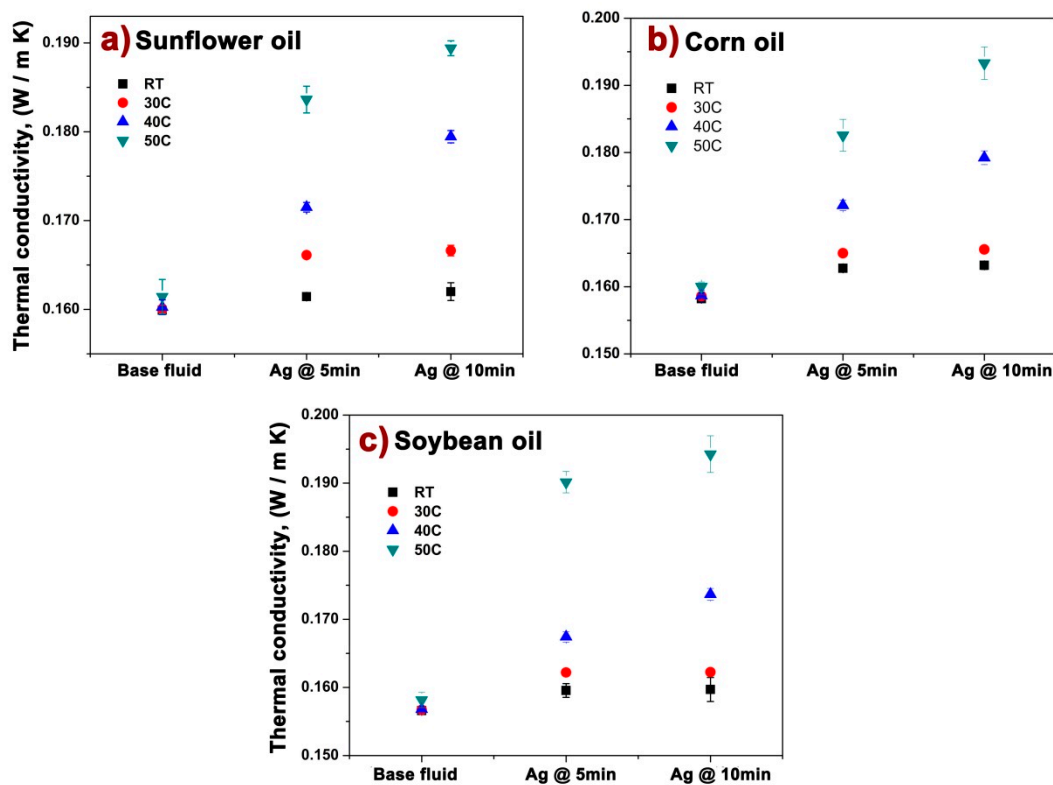 a) Sunflower oil
Thermal conductivity, (W / m K)
0.190
0.180
0.170
0.160
RT
30C
40C
50C
Base fluid
Ag @ 5min
Ag @ 10min
b) Corn oil
Thermal conductivity, (W / m K)
0.200
0.190
0.180
0.170
0.160
0.150
RT
30C
40C
50C
Base fluid
Ag @ 5min
Ag @ 10min
c) Soybean oil
Thermal conductivity, (W / m K)
0.200
0.190
0.180
0.170
0.160
0.150
RT
30C
40C
50C
Base fluid
Ag @ 5min
Ag @ 10min